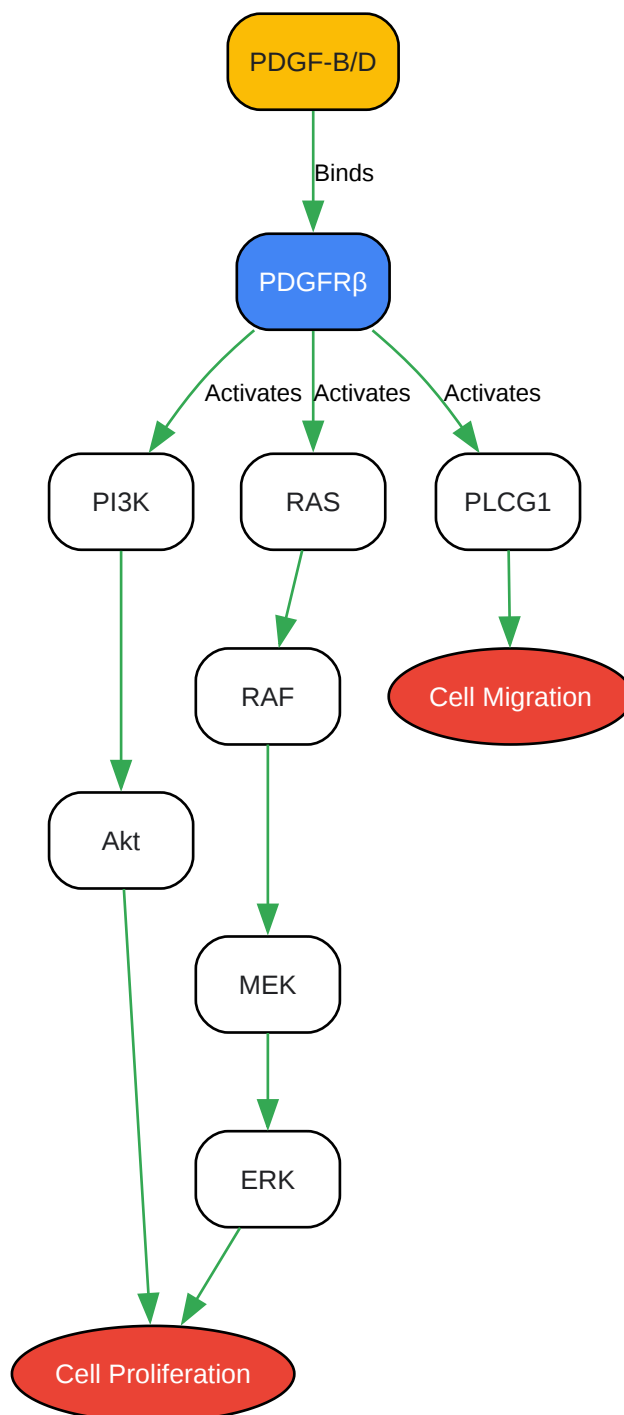 PDGF-B/D
Binds
PDGFRβ
Activates
Activates
Activates
PI3K
RAS
PLCG1
RAF
Cell Migration
Akt
MEK
ERK
Cell Proliferation